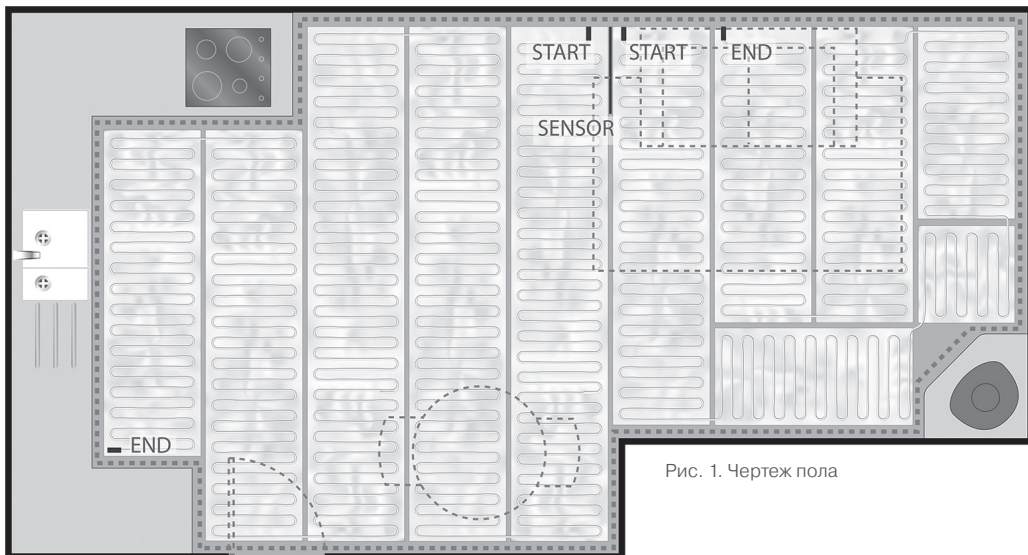 START
START
END
SENSOR
END
Рис. 1. Чертеж пола